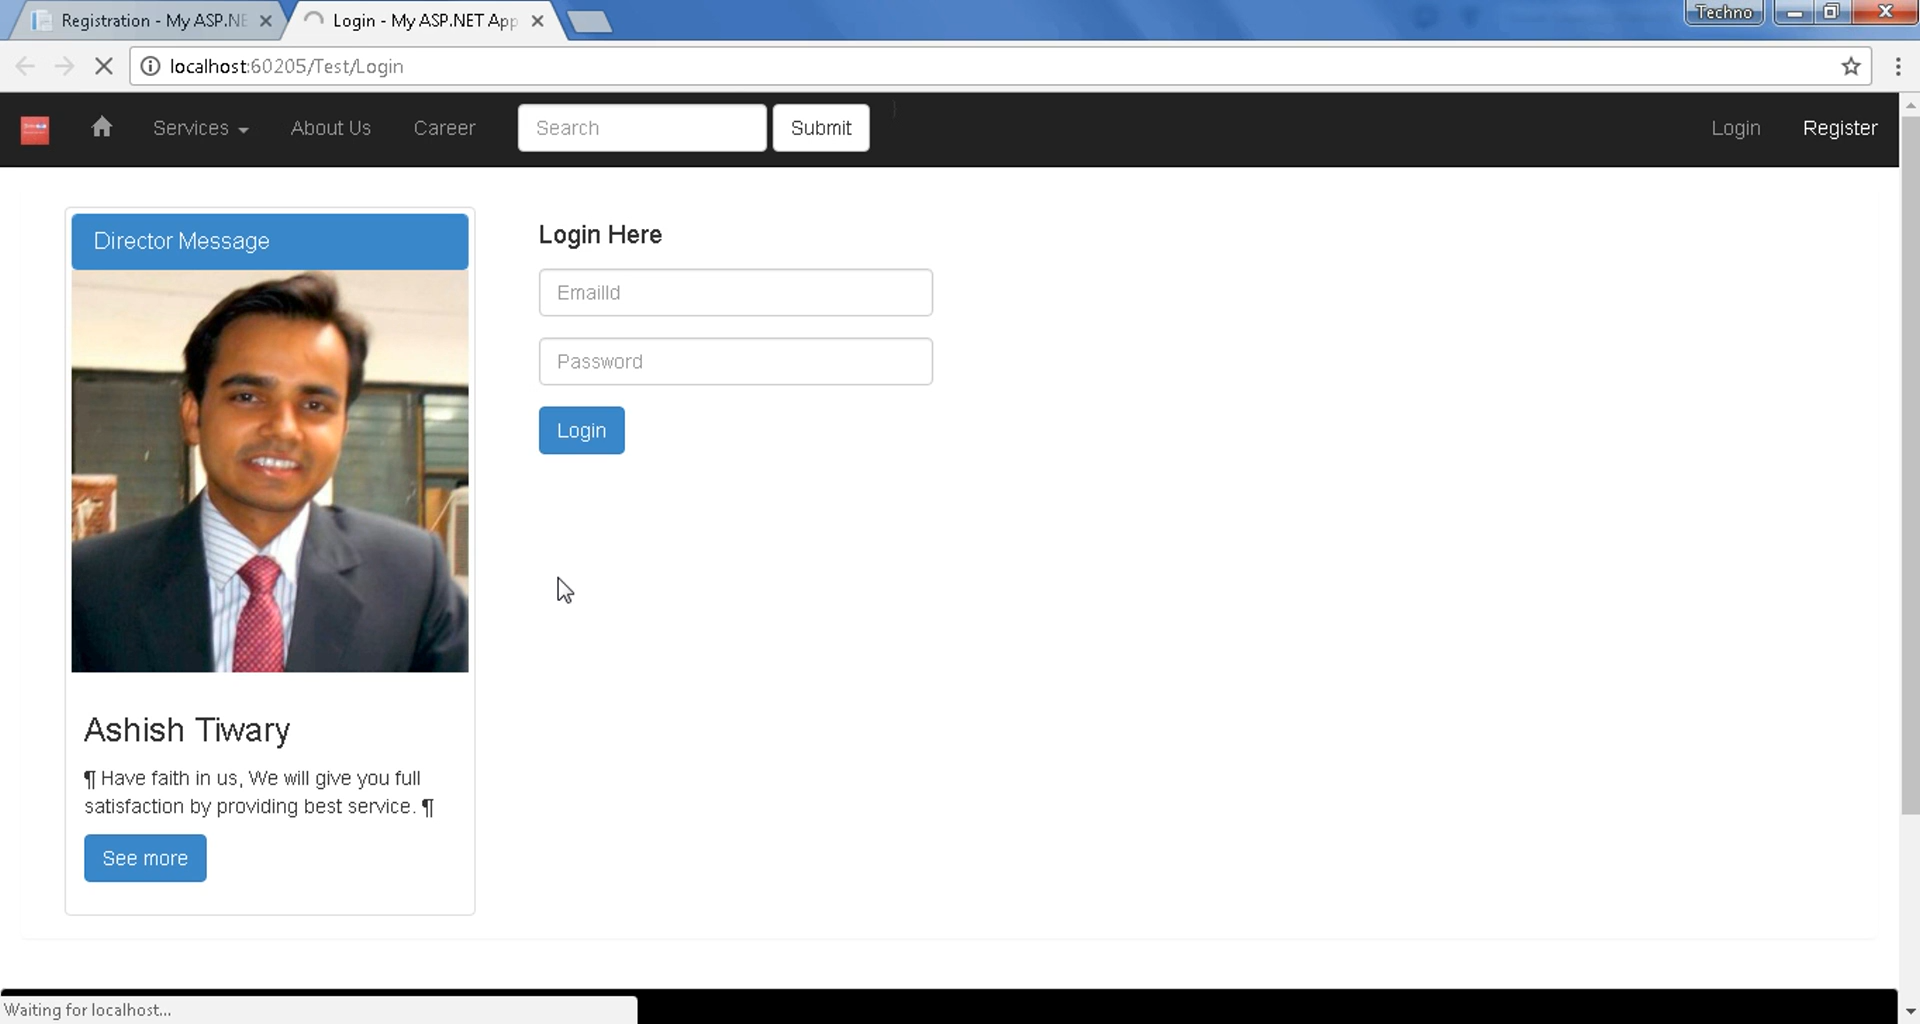 Registration - My ASP.NE
Login - My ASP.NET App
Techno
localhost:60205/Test/Login
Services
About Us
Career
Search
Submit
Login
Register
Director Message
Login Here
EmailId
Password
Login
Ashish Tiwary
¶ Have faith in us, We will give you full
satisfaction by providing best service. ¶
See more
Waiting for localhost...